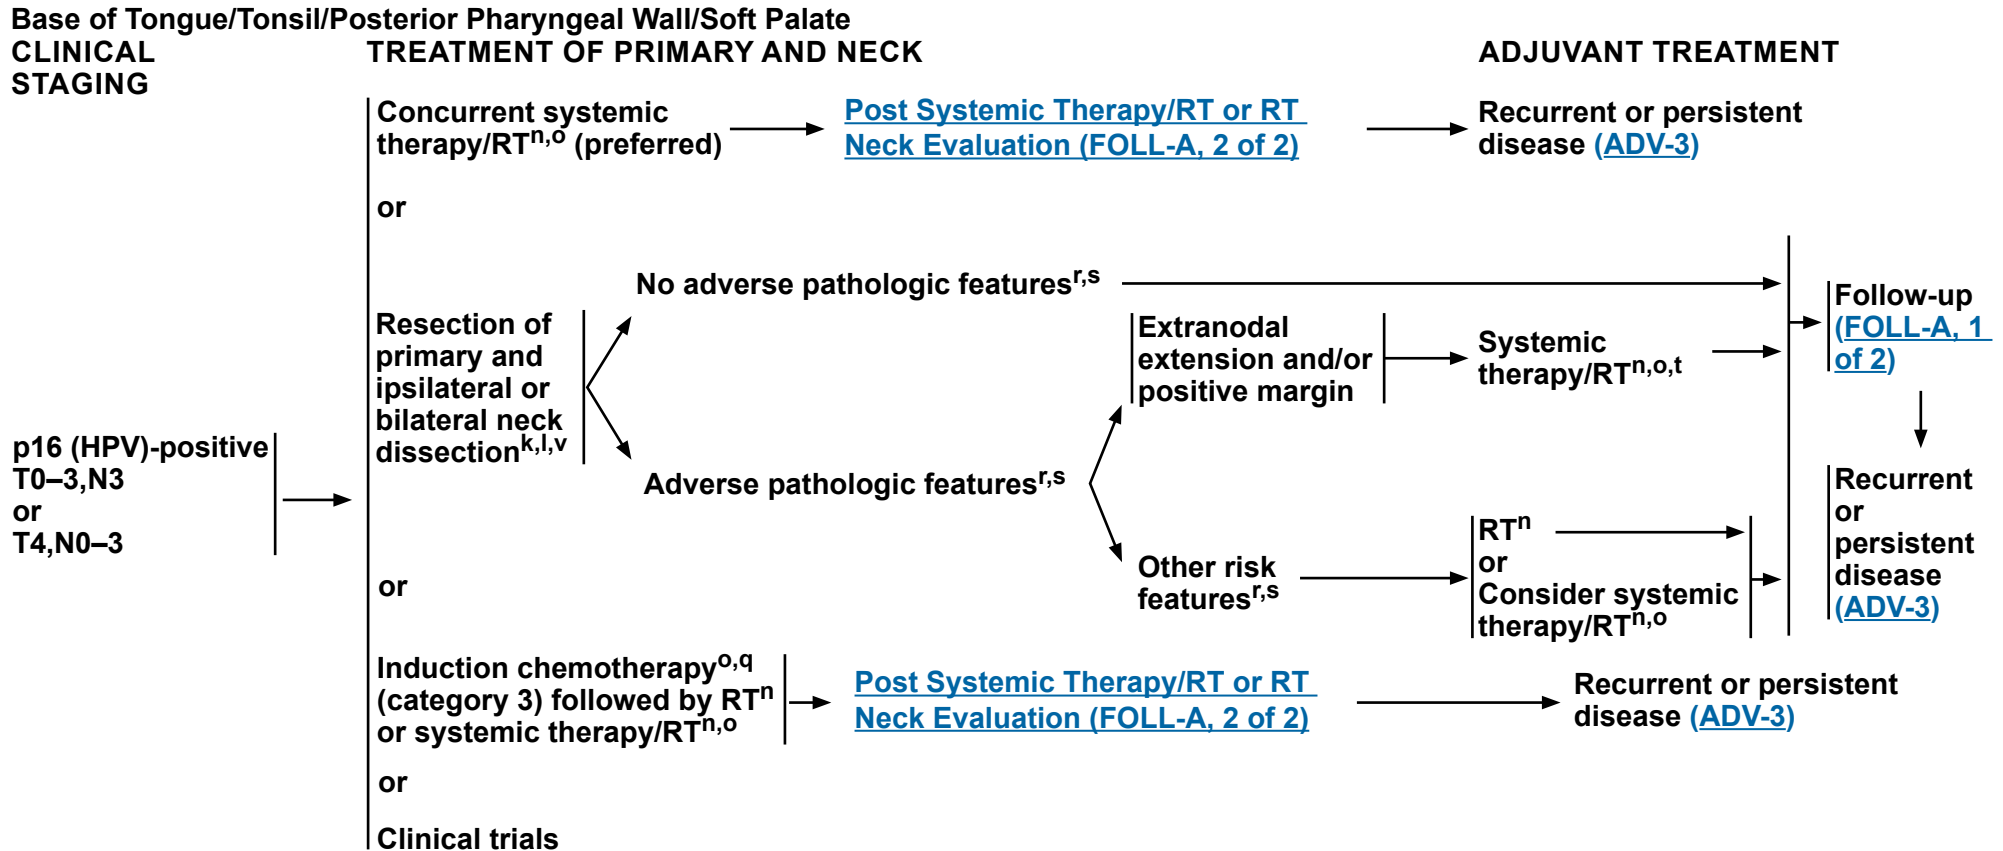 Base of Tongue/Tonsil/Posterior Pharyngeal Wall/Soft Palate
CLINICAL
STAGING
TREATMENT OF PRIMARY AND NECK
ADJUVANT TREATMENT
p16 (HPV)-positive
T0–3,N3
or
T4,N0–3
Concurrent systemic
therapy/RTn,o (preferred)
Post Systemic Therapy/RT or RT
Neck Evaluation (FOLL-A, 2 of 2)
Recurrent or persistent
disease (ADV-3)
or
Resection of
primary and
ipsilateral or
bilateral neck
dissectionk,l,v
No adverse pathologic featuresr,s
Adverse pathologic featuresr,s
Extranodal
extension and/or
positive margin
Systemic
therapy/RTn,o,t
Other risk
featuresr,s
RTn
or
Consider systemic
therapy/RTn,o
Follow-up
(FOLL-A, 1
of 2)
Recurrent
or
persistent
disease
(ADV-3)
or
Induction chemotherapyo,q
(category 3) followed by RTn
or systemic therapy/RTn,o
Post Systemic Therapy/RT or RT
Neck Evaluation (FOLL-A, 2 of 2)
Recurrent or persistent
disease (ADV-3)
or
Clinical trials